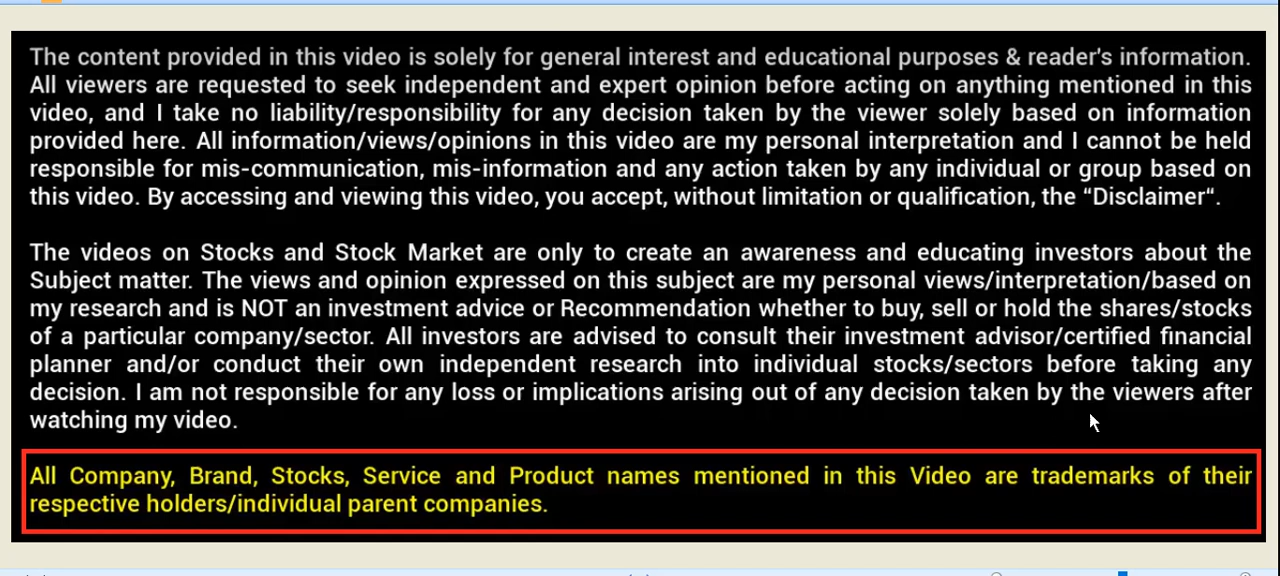 The content provided in this video is solely for general interest and educational purposes & reader's information.
All viewers are requested to seek independent and expert opinion before acting on anything mentioned in this
video, and I take no liability/responsibility for any decision taken by the viewer solely based on information
provided here. All information/views/opinions in this video are my personal interpretation and I cannot be held
responsible for mis-communication, mis-information and any action taken by any individual or group based on
this video. By accessing and viewing this video, you accept, without limitation or qualification, the “Disclaimer“.
The videos on Stocks and Stock Market are only to create an awareness and educating investors about the
Subject matter. The views and opinion expressed on this subject are my personal views/interpretation/based on
my research and is NOT an investment advice or Recommendation whether to buy, sell or hold the shares/stocks
of a particular company/sector. All investors are advised to consult their investment advisor/certified financial
planner and/or conduct their own independent research into individual stocks/sectors before taking any
decision. I am not responsible for any loss or implications arising out of any decision taken by the viewers after
watching my video.
All Company, Brand, Stocks, Service and Product names mentioned in this Video are trademarks of their
respective holders/individual parent companies.